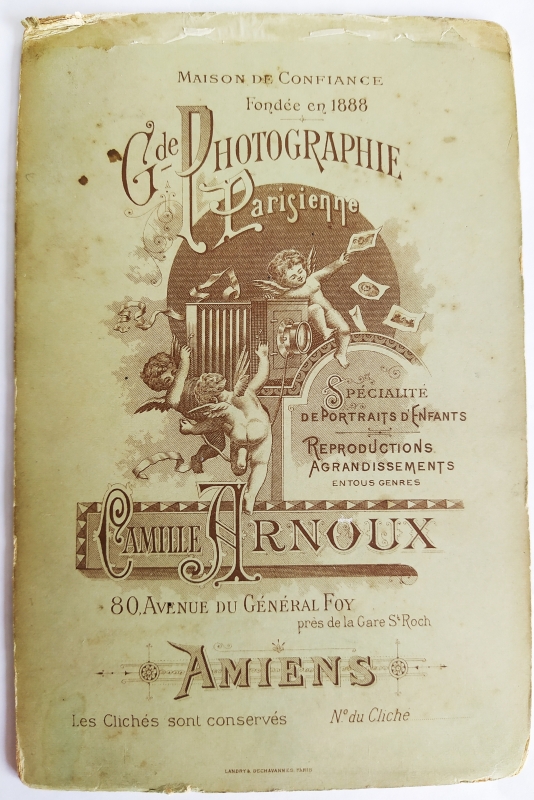 MAISON DE CONFIANCE
Fondée en 1888
Gde PHOTOGRAPHIE
Parisienne
SPÉCIALITÉ
DE PORTRAITS D'ENFANTS
REPRODUCTIONS
AGRANDISSEMENTS
EN TOUS GENRES
CAMILLE ARNOUX
80, AVENUE DU GÉNÉRAL FOY
près de la Gare St Roch
AMIENS
Les Clichés sont conservés No du Cliche